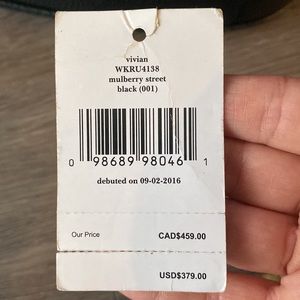 vivian
WKRU4138
mulberry street
black (001)
0 98689 98046 1
debuted on 09-02-2016
Our Price CAD$459.00
USD$379.00